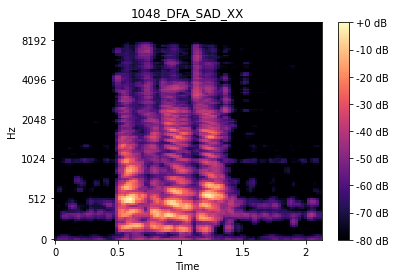 1048_DFA_SAD_XX
+0 dB
8192
-10 dB
4096
-20 dB
-30 dB
2048
Hz
-40 dB
1024
-50 dB
512
-60 dB
-70 dB
0
-80 dB
0
0.5
1
1.5
2
Time